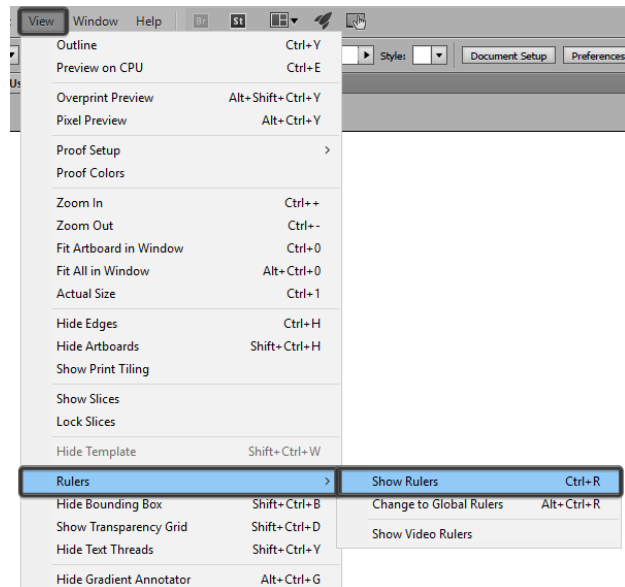 View Window Help Br St
Style: Document Setup Preferences
Outline Ctrl+Y
Preview on CPU Ctrl+E
Us
Overprint Preview Alt+Shift+Ctrl+Y
Pixel Preview Alt+Ctrl+Y
Proof Setup >
Proof Colors
Zoom In Ctrl++
Zoom Out Ctrl+-
Fit Artboard in Window Ctrl+0
Fit All in Window Alt+Ctrl+0
Actual Size Ctrl+1
Hide Edges Ctrl+H
Hide Artboards Shift+Ctrl+H
Show Print Tiling
Show Slices
Lock Slices
Hide Template Shift+Ctrl+W
Rulers > Show Rulers Ctrl+R
Hide Bounding Box Shift+Ctrl+B Change to Global Rulers Alt+Ctrl+R
Show Transparency Grid Shift+Ctrl+D Show Video Rulers
Hide Text Threads Shift+Ctrl+Y
Hide Gradient Annotator Alt+Ctrl+G